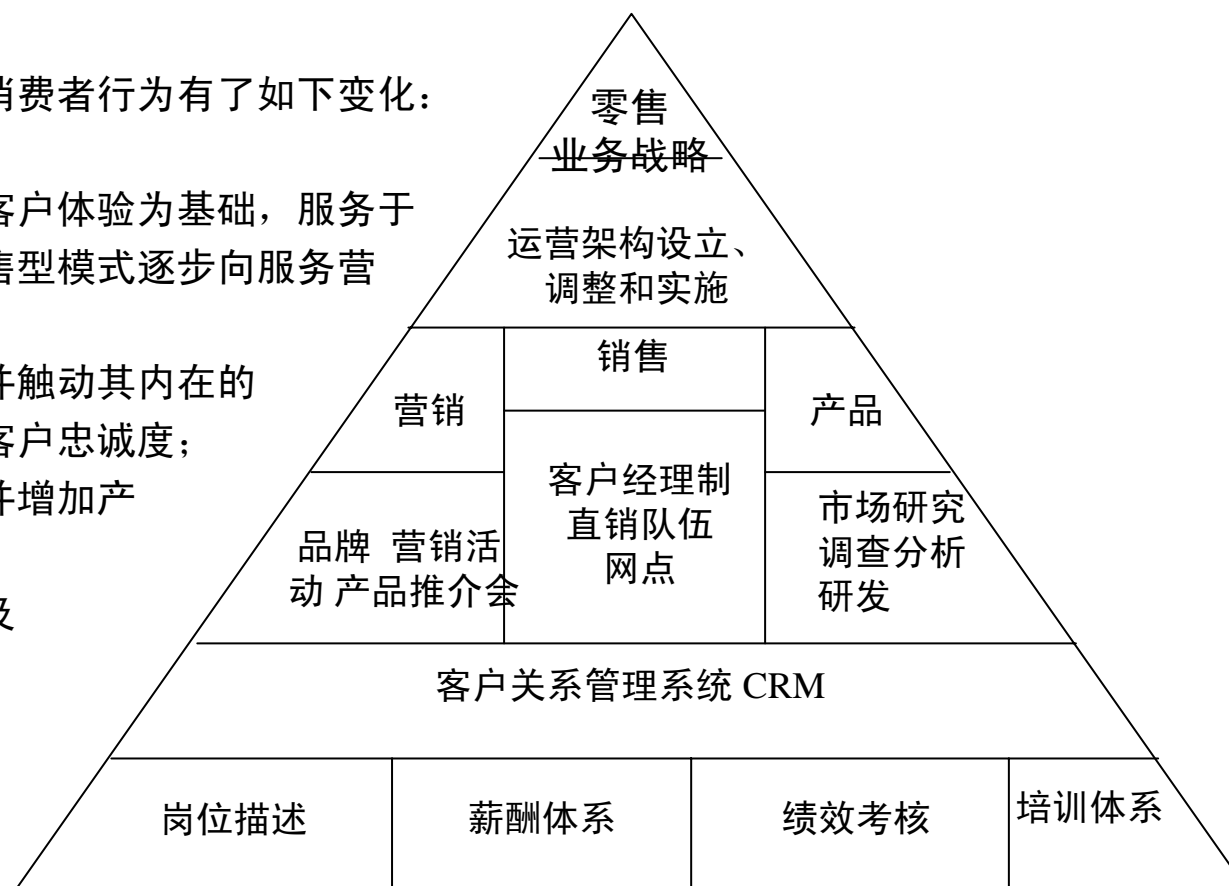 消费者行为有了如下变化：
客户体验为基础，服务于
售型模式逐步向服务营
并触动其内在的
客户忠诚度；
并增加产
及
零售
业务战略
运营架构设立、
调整和实施
营销
销售
产品
品牌 营销活
动 产品推介会
客户经理制
直销队伍
网点
市场研究
调查分析
研发
客户关系管理系统 CRM
岗位描述
薪酬体系
绩效考核
培训体系